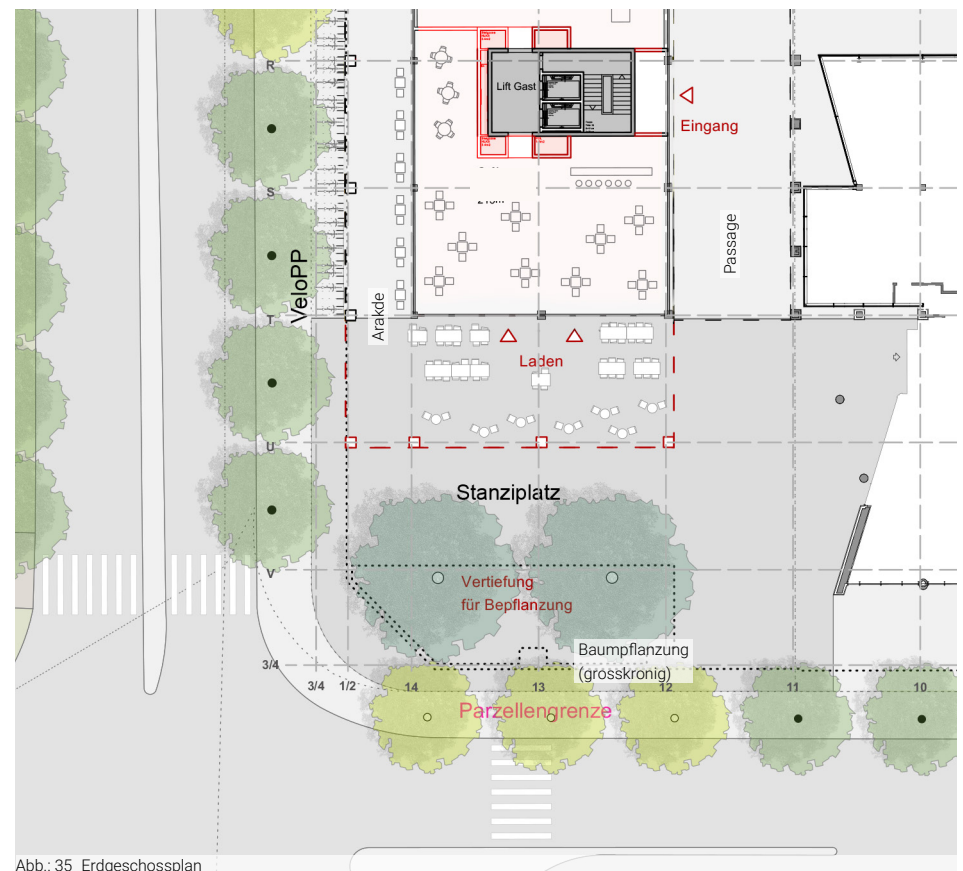 R
Lift Gast
Eingang
S
Passage
VeloPP
Arakde
T
Laden
U
Stanziplatz
V
Vertiefung
für Bepflanzung
Baumpflanzung
(grosskronig)
3/4
3/4
1/2
14
13
12
11
10
Parzellengrenze
Abb.: 35 Erdgeschossplan